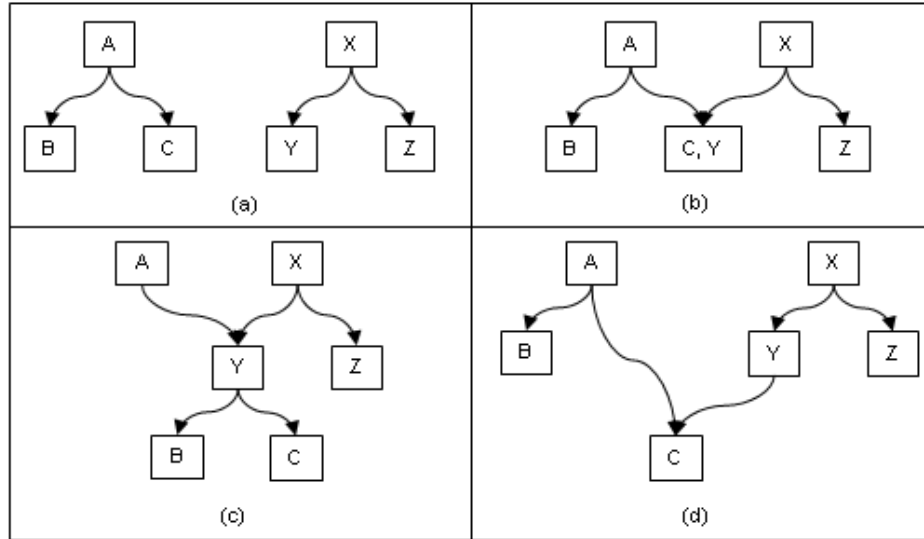 A X
B C Y Z
(a)
A X
B C, Y Z
(b)
A X
Y Z
B C
(c)
A X
B Y Z
C
(d)